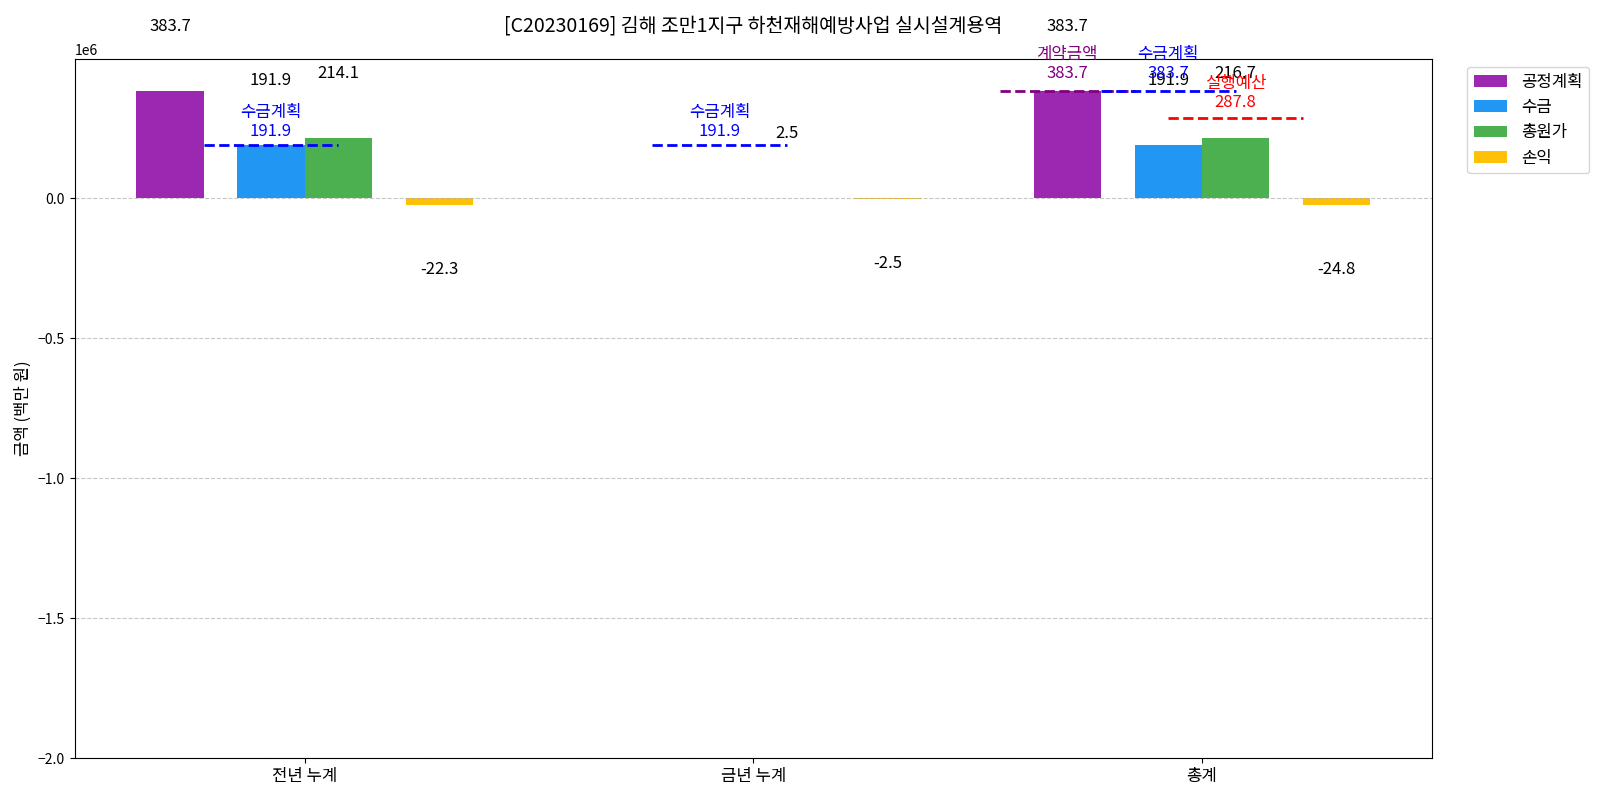 [C20230169] 김해 조만1지구 하천재해예방사업 실시설계용역
383.7
383.7
1e6
계약금액
383.7
수금계획
383.7
191.9
214.1
191.9
216.7
실행예산
287.8
수금계획
191.9
수금계획
191.9
2.5
-22.3
-2.5
-24.8
공정계획
수금
총원가
손익
0.0
−0.5
−1.0
−1.5
−2.0
금액 (백만 원)
전년 누계
금년 누계
총계